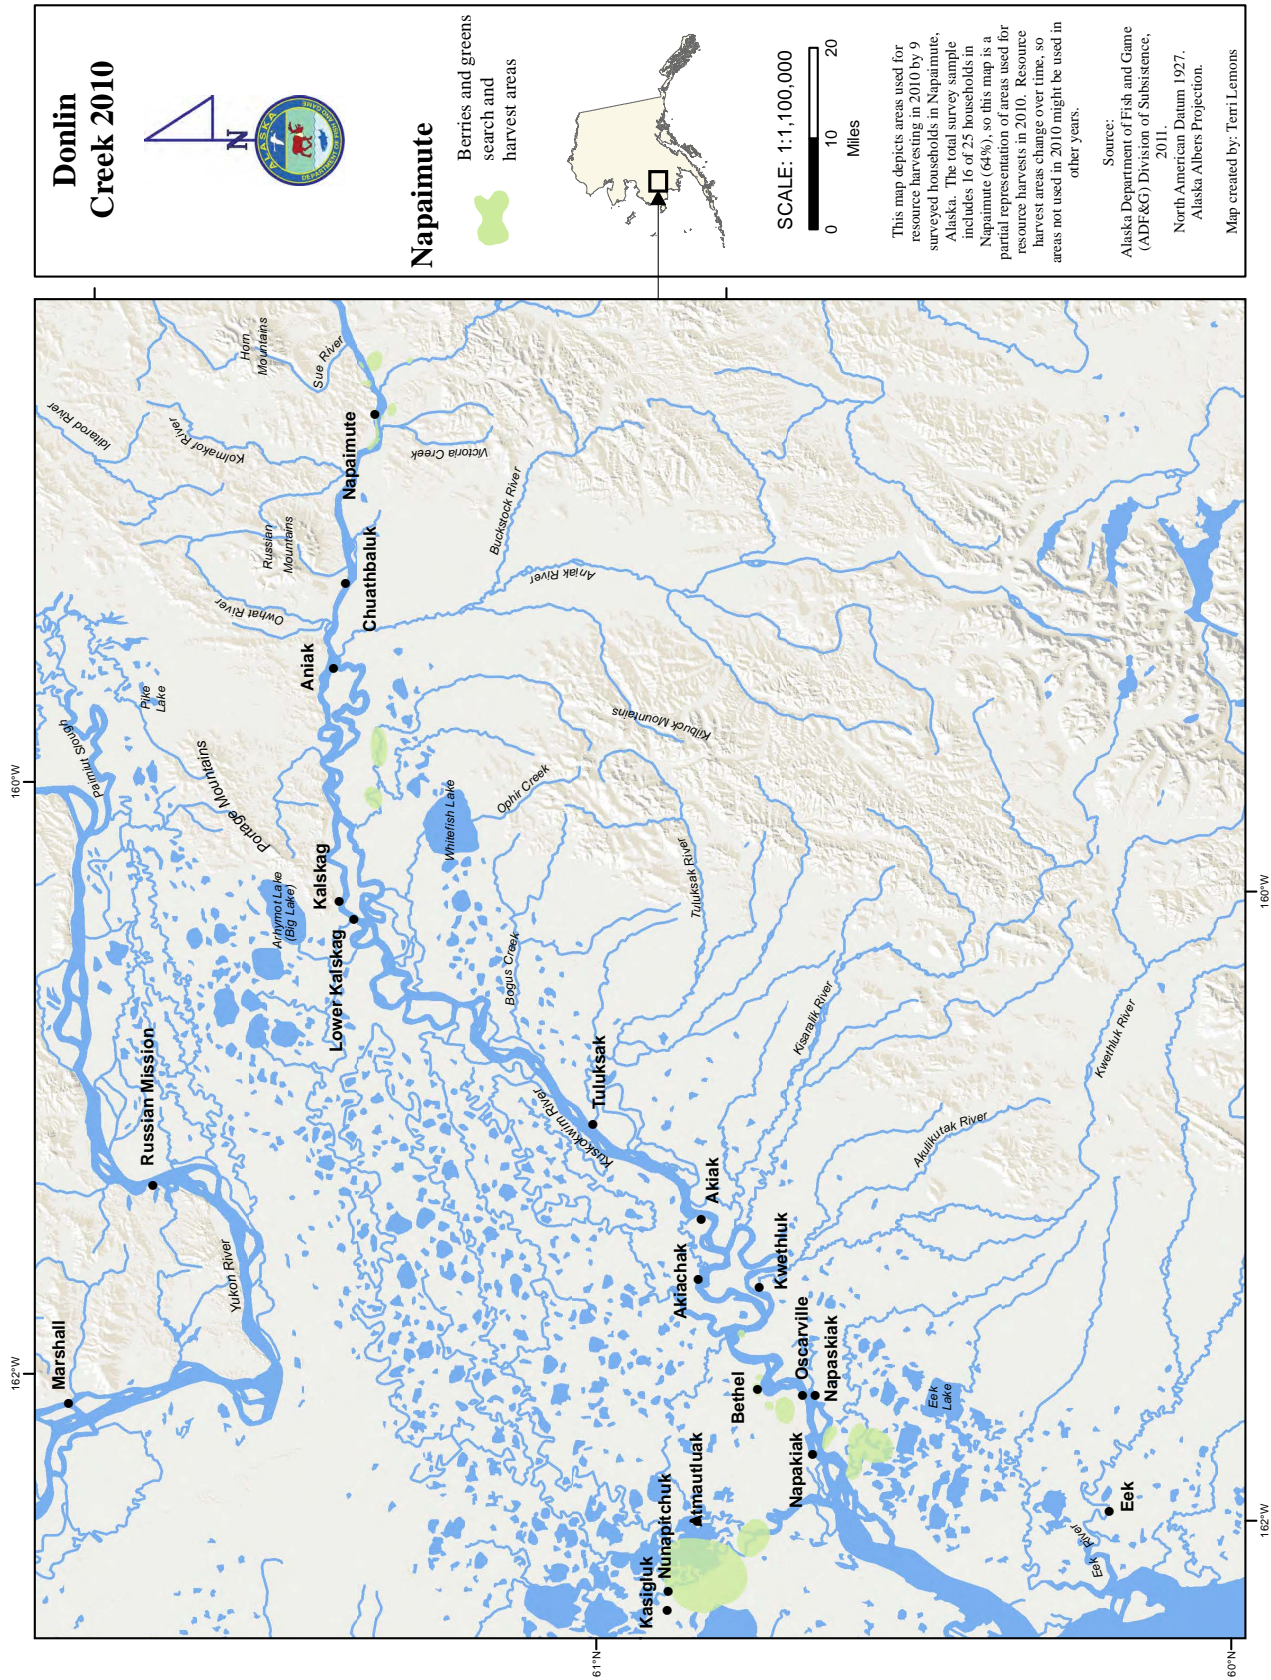 Donlin
Creek 2010
N
ALASKA
Napaimute
Berries and greens
search and
harvest areas
SCALE: 1:1,100,000
0 10 20
Miles
This map depicts areas used for
resource harvesting in 2010 by 9
surveyed households in Napaimute,
Alaska. The total survey sample
includes 16 of 25 households in
Napaimute (64%), so this map is a
partial representation of areas used for
resource harvests in 2010. Resource
harvest areas change over time, so
areas not used in 2010 might be used in
other years.
Source:
Alaska Department of Fish and Game
(ADF&G) Division of Subsistence,
2011.
North American Datum 1927.
Alaska Albers Projection.
Map created by: Terri Lemons
162°W
160°W
Marshall
Russian Mission
Yukon River
Paimiut Slough
Pike
Lake
Portage Mountains
Arhymot Lake
(Big Lake)
Kalskag
Lower Kalskag
Aniak
Owhat River
Russian
Mountains
Chuathbaluk
Iditarod River
Kolmakof River
Horn
Mountains
Sue River
Napaimute
Victoria Creek
Buckstock River
Aniak River
Kilbuck Mountains
Whitefish Lake
Ophir Creek
Bogus Creek
Tuluksak River
Kuskokwim River
Tuluksak
Kisaralik River
Akiak
Akiachak
Kwethluk
Akulikutak River
Kwethluk River
Bethel
Oscarville
Napaskiak
Napakiak
Atmautluak
Nunapitchuk
Kasigluk
Eek
Lake
Eek
Eek River
61°N
60°N
162°W
160°W